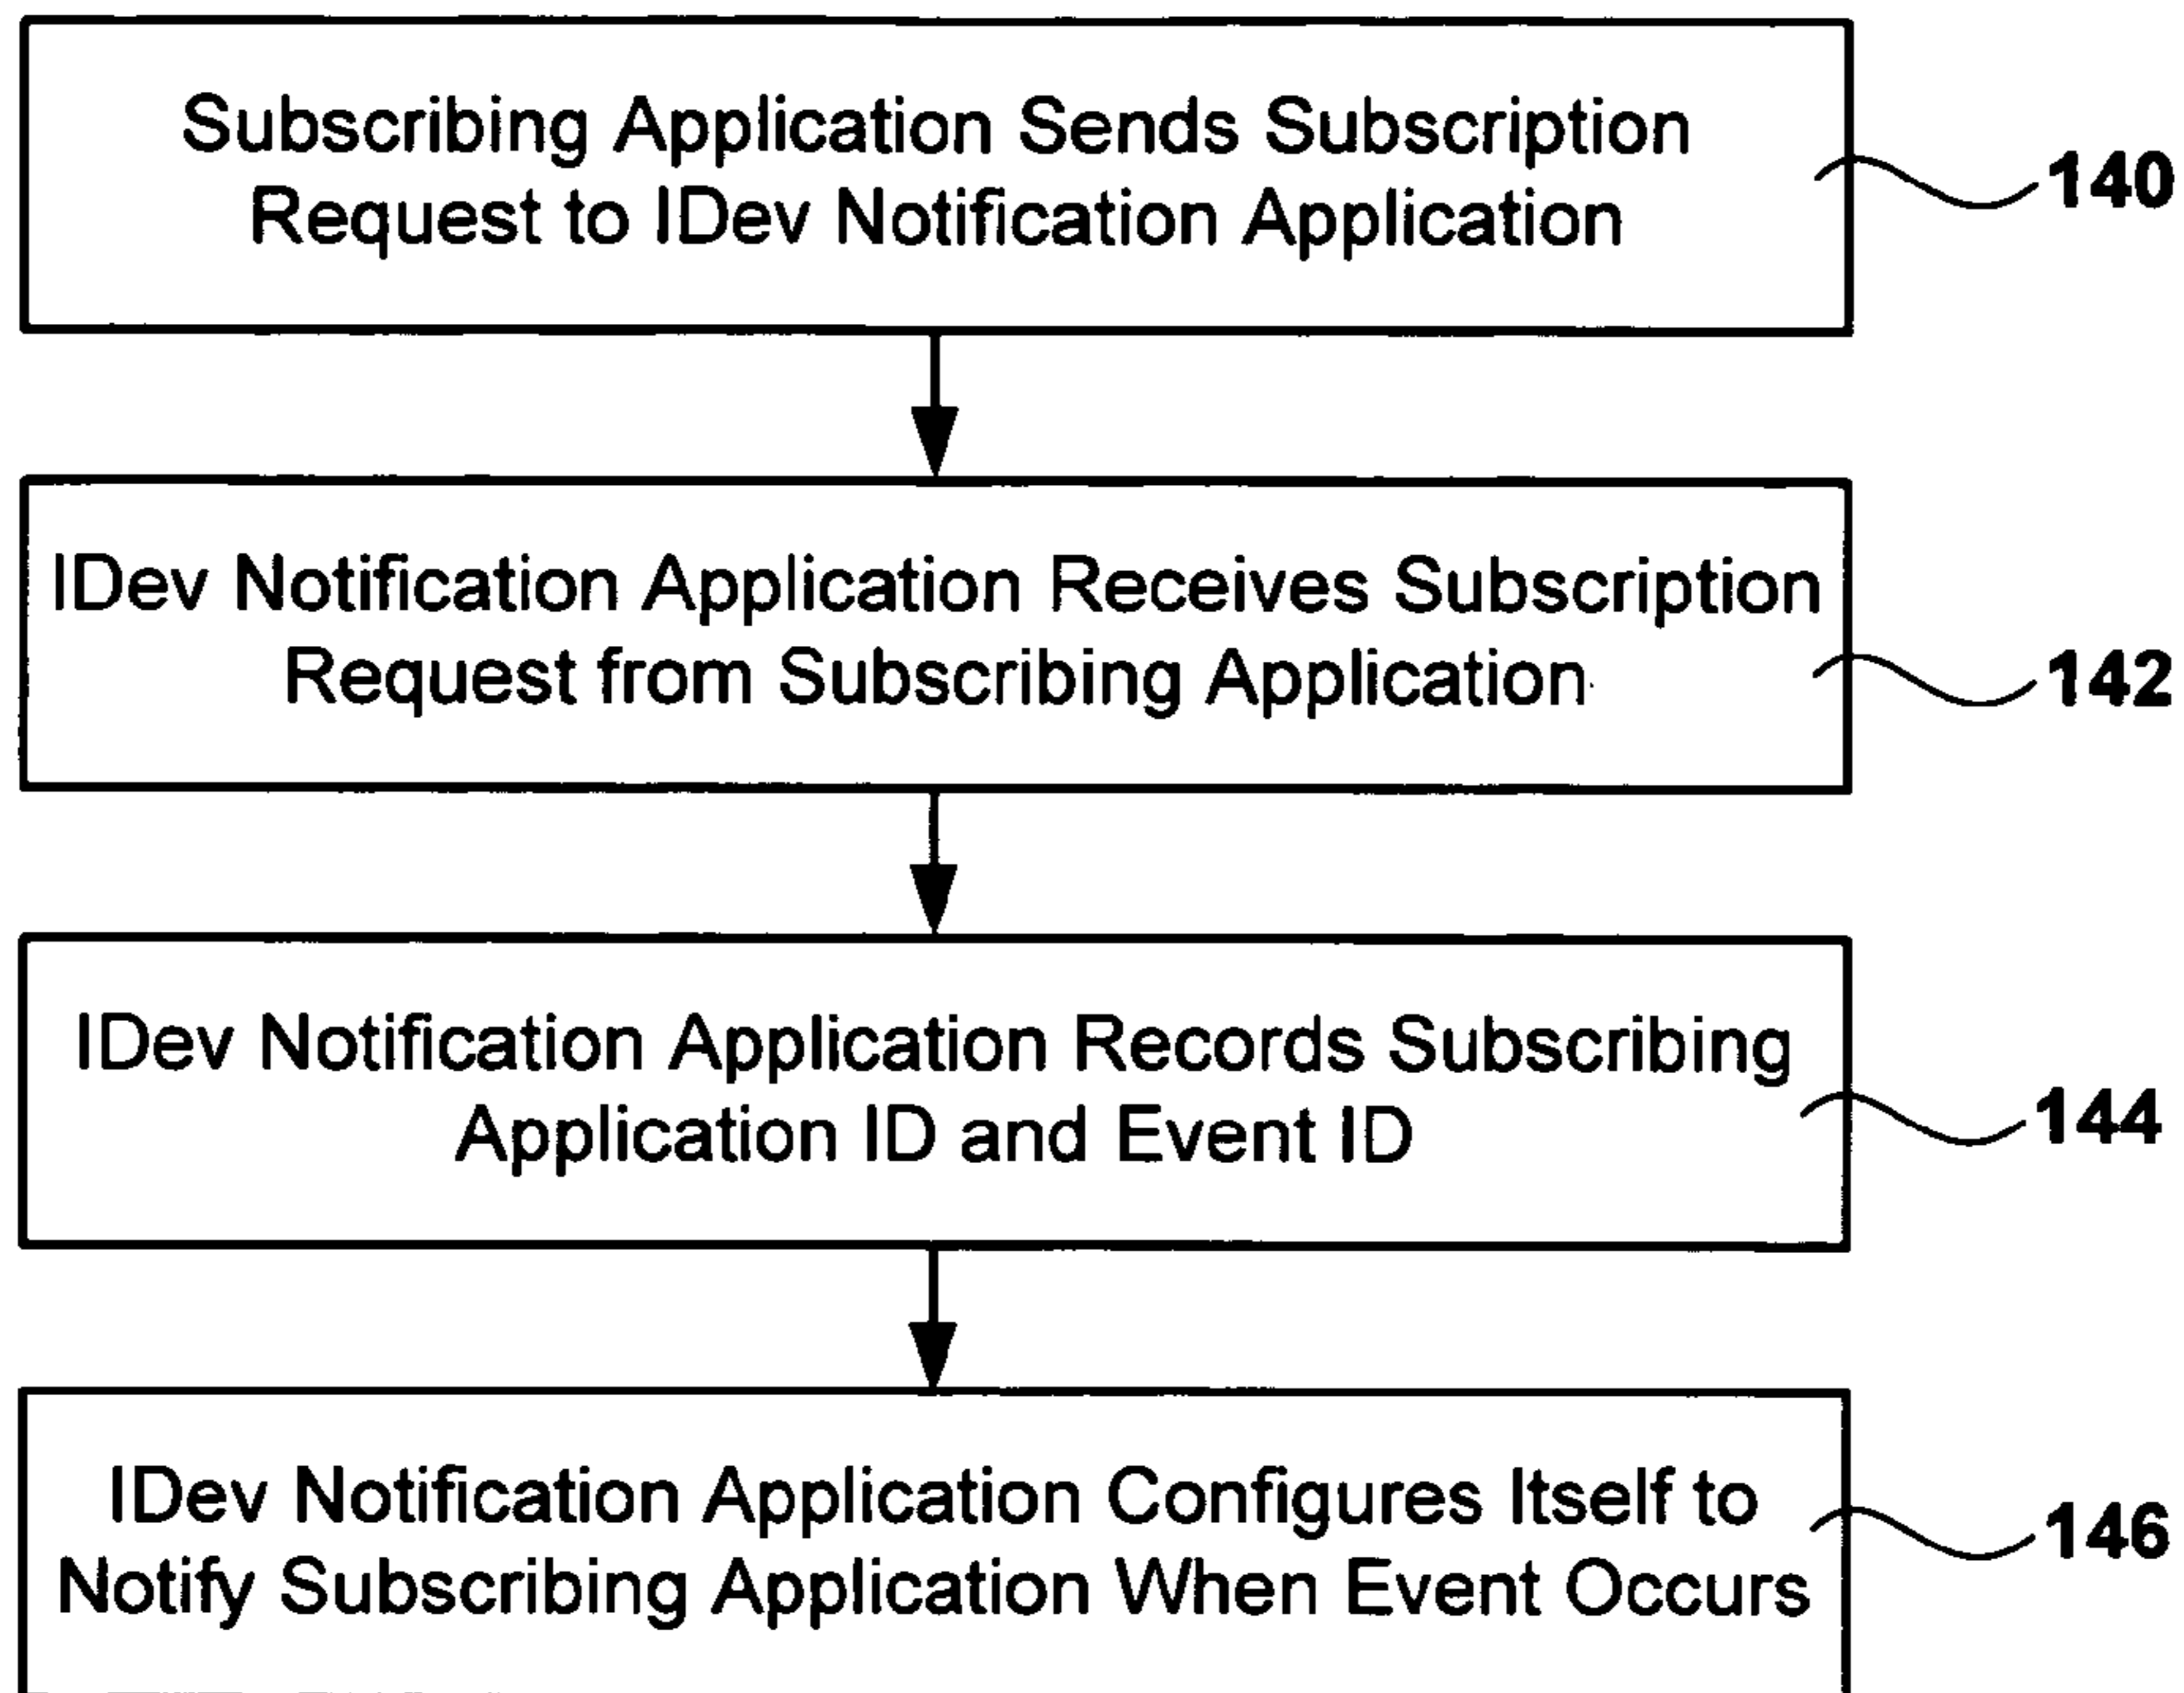 Subscribing Application Sends Subscription
Request to IDev Notification Application
140
IDev Notification Application Receives Subscription
Request from Subscribing Application
142
IDev Notification Application Records Subscribing
Application ID and Event ID
144
IDev Notification Application Configures Itself to
Notify Subscribing Application When Event Occurs
146